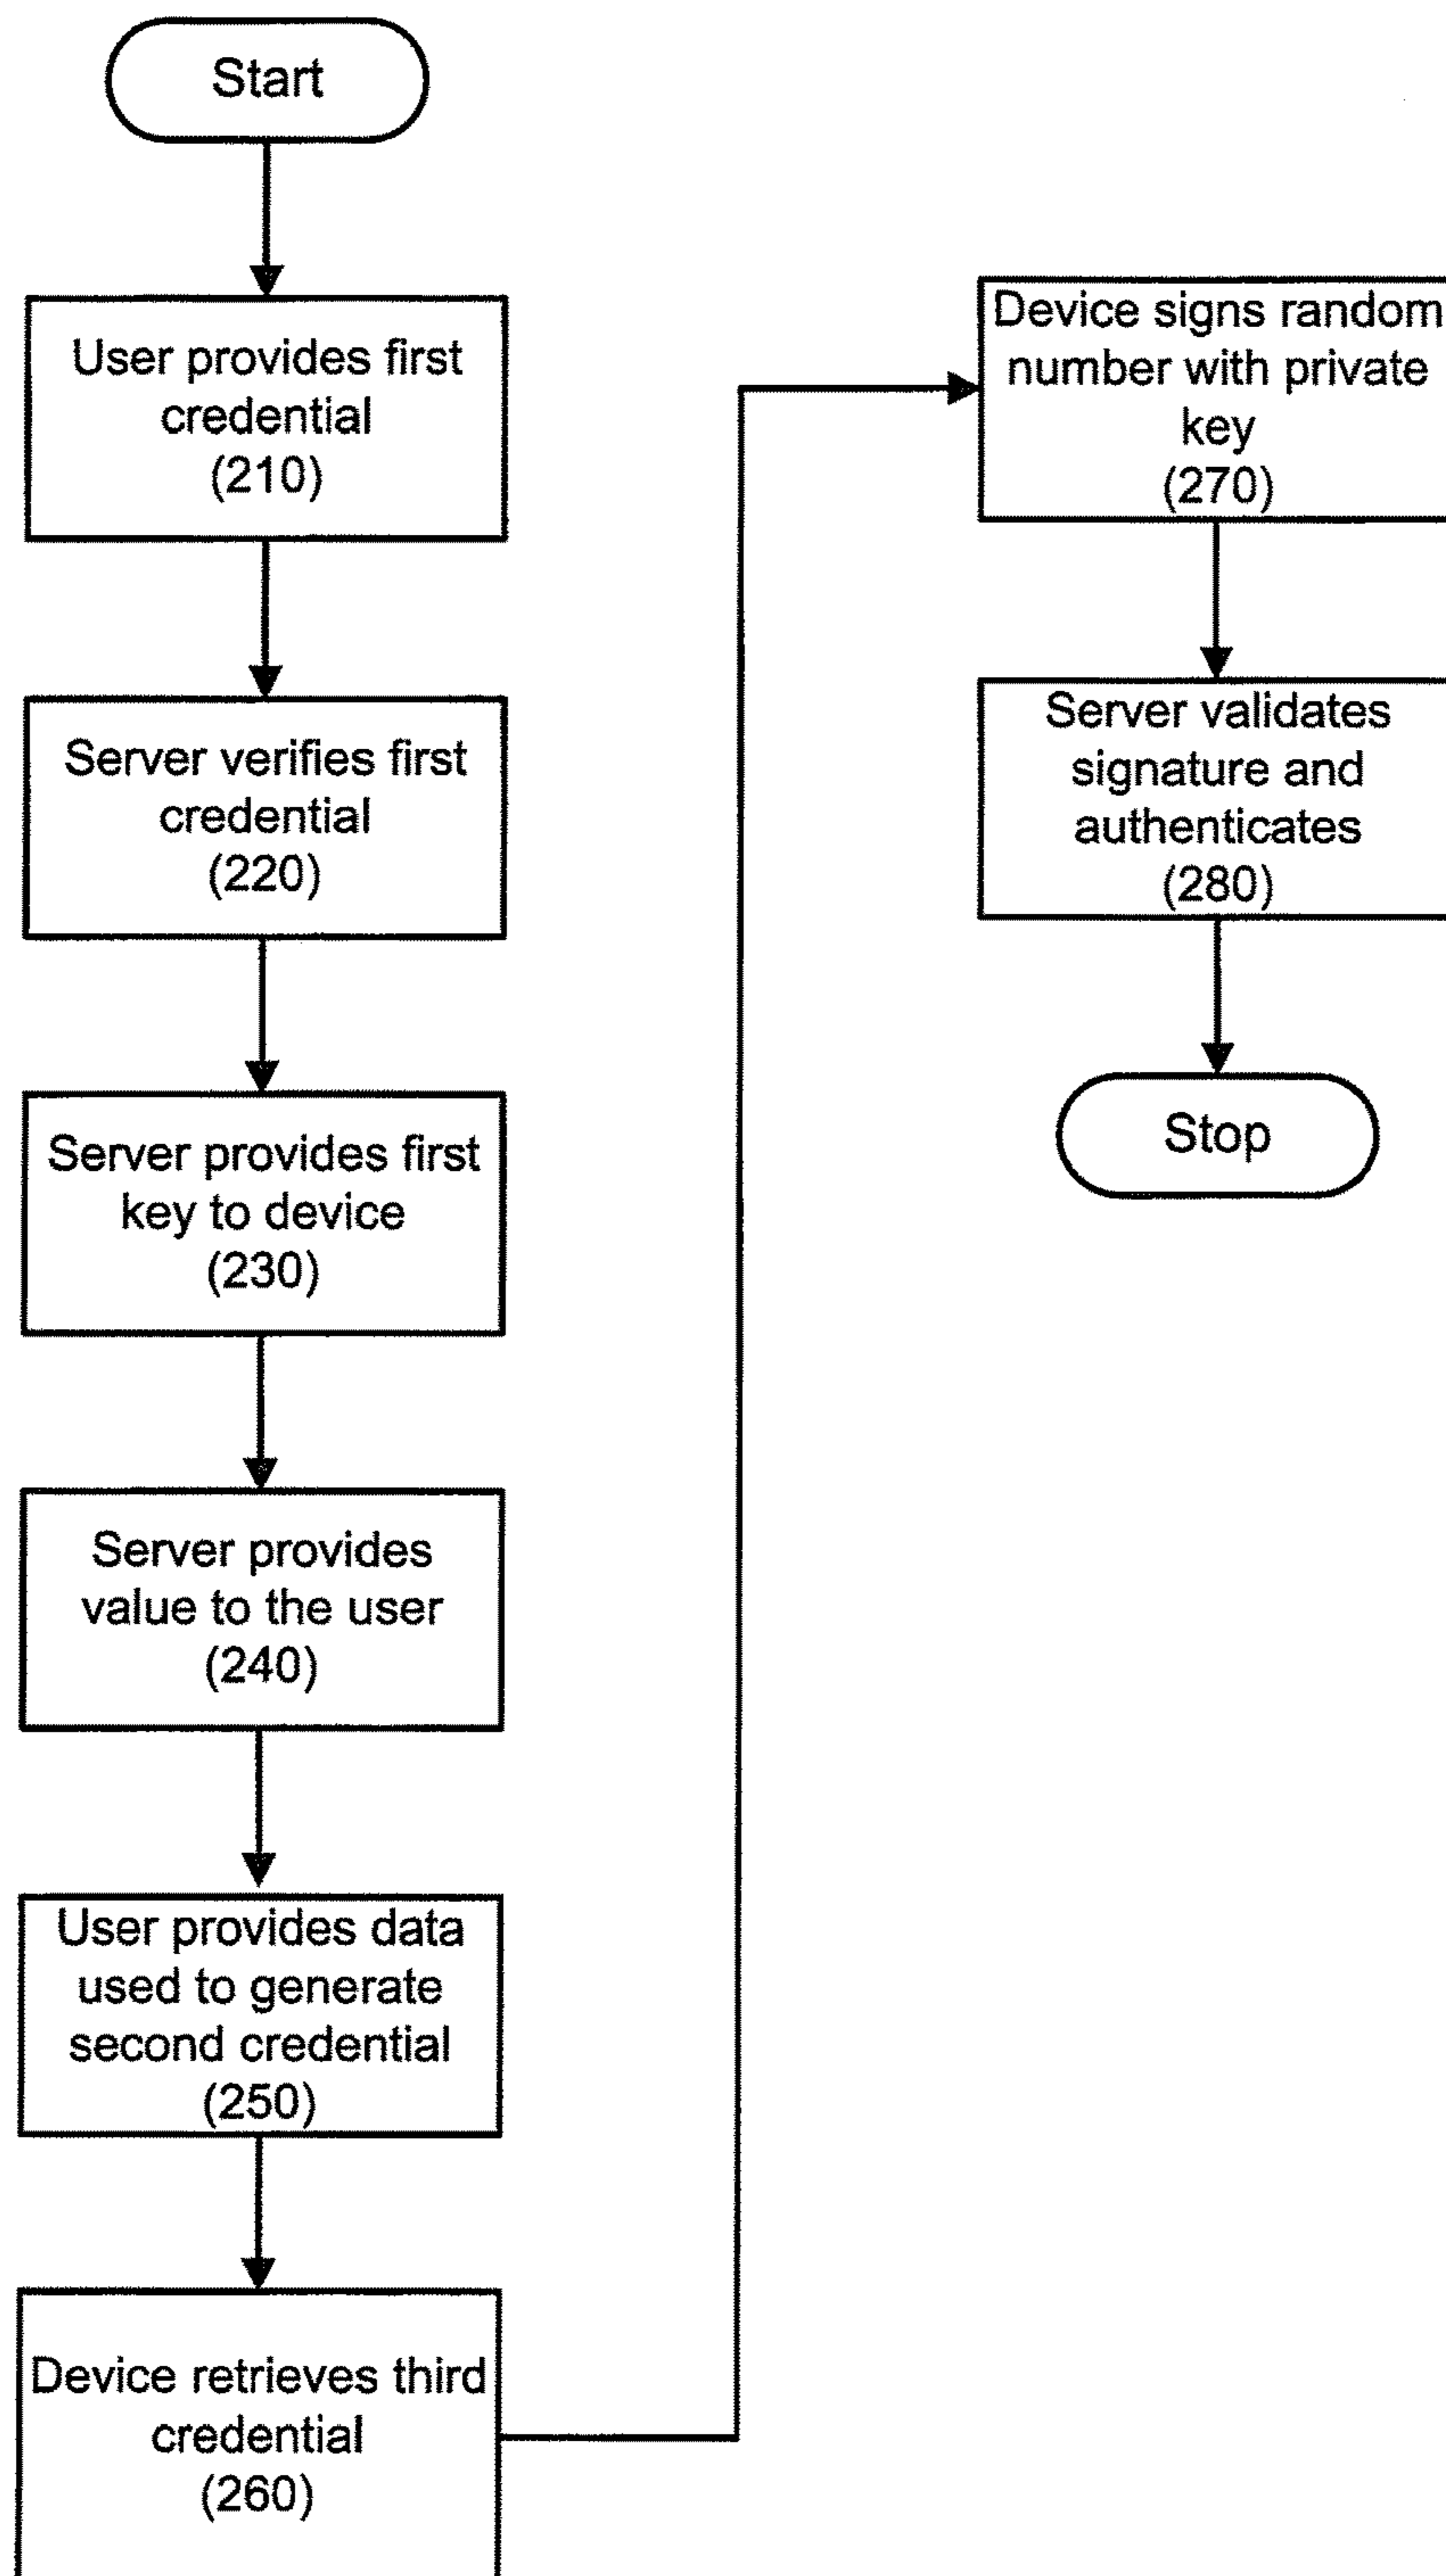 Start
User provides first
credential
(210)
Server verifies first
credential
(220)
Server provides first
key to device
(230)
Server provides
value to the user
(240)
User provides data
used to generate
second credential
(250)
Device retrieves third
credential
(260)
Device signs random
number with private
key
(270)
Server validates
signature and
authenticates
(280)
Stop